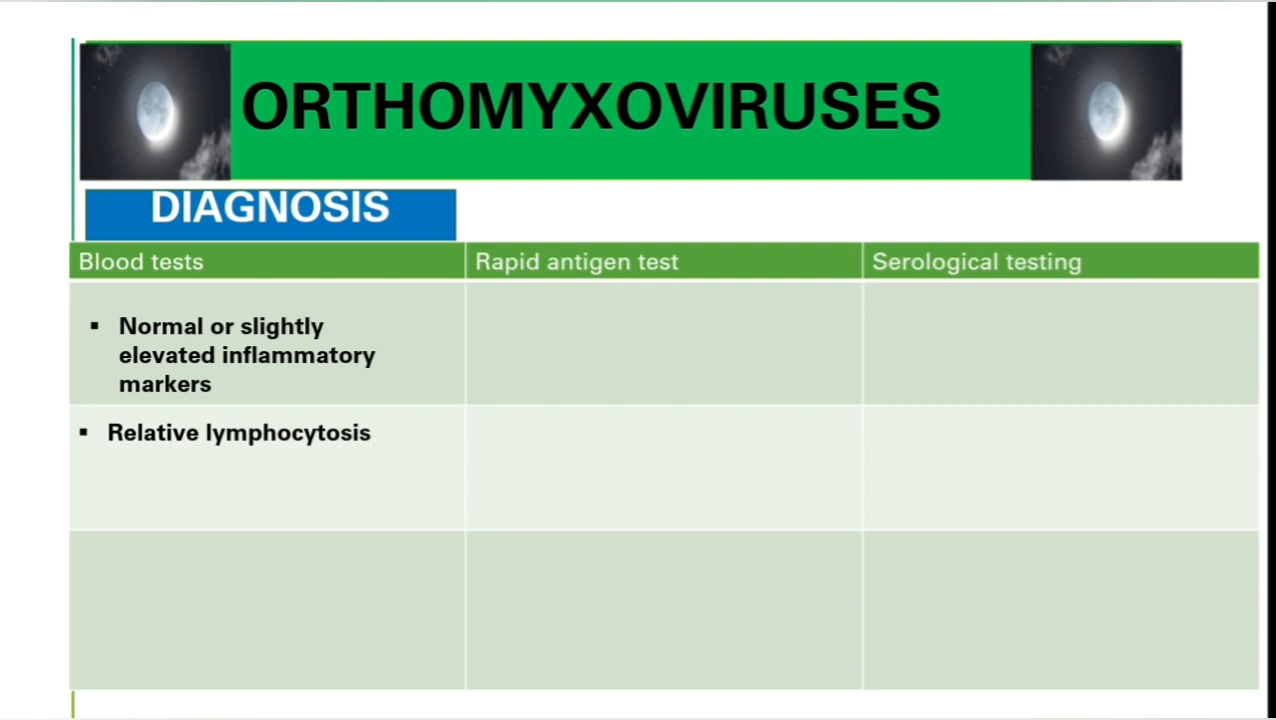 ORTHOMYXOVIRUSES
DIAGNOSIS
Blood tests
Rapid antigen test
Serological testing
▪ Normal or slightly
elevated inflammatory
markers
▪ Relative lymphocytosis